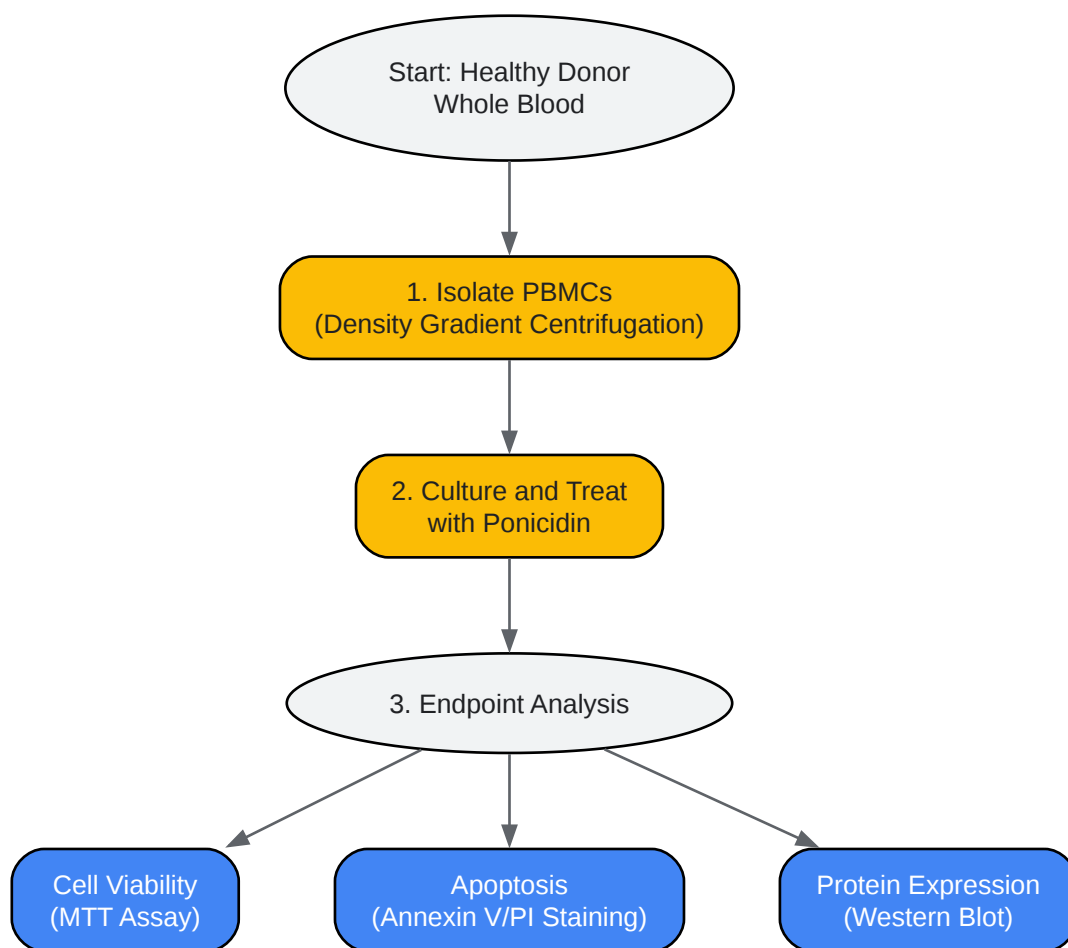 Start: Healthy Donor
Whole Blood
1. Isolate PBMCs
(Density Gradient Centrifugation)
2. Culture and Treat
with Ponicidin
3. Endpoint Analysis
Cell Viability
(MTT Assay)
Apoptosis
(Annexin V/PI Staining)
Protein Expression
(Western Blot)